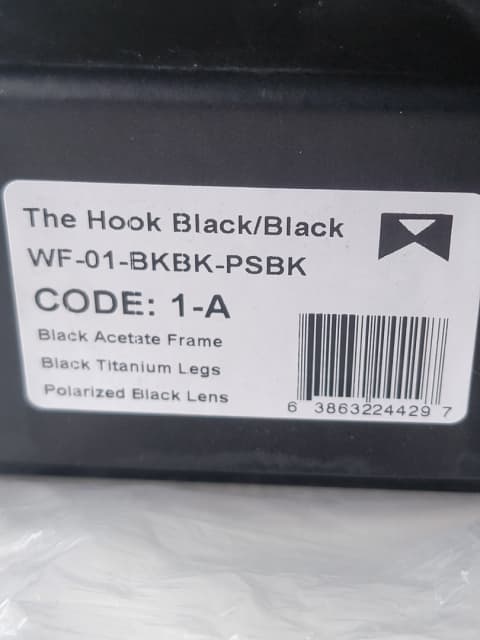 The Hook Black/Black
WF-01-BKBK-PSBK
CODE: 1-A
Black Acetate Frame
Black Titanium Legs
Polarized Black Lens
6 3863224429 7